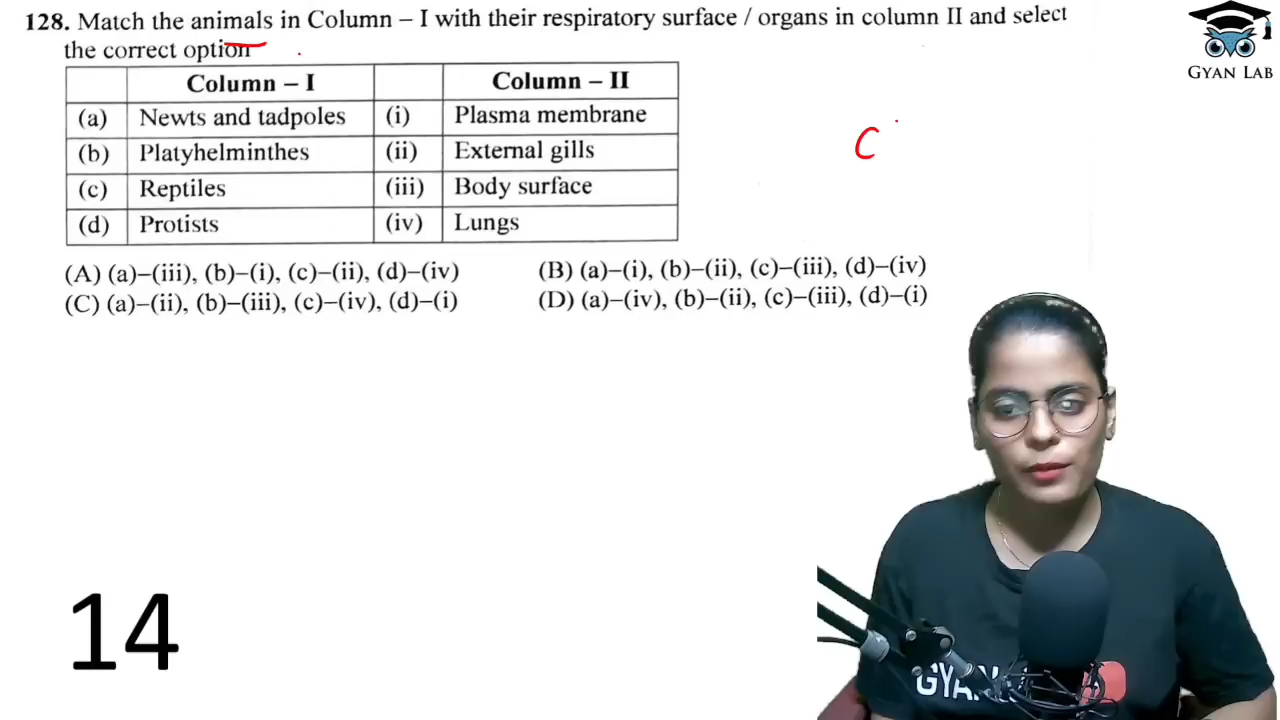 128. Match the animals in Column – I with their respiratory surface / organs in column II and select
the correct option
GYAN LAB
Column – I Column – II
(a) Newts and tadpoles (i) Plasma membrane
(b) Platyhelminthes (ii) External gills
(c) Reptiles (iii) Body surface
(d) Protists (iv) Lungs
C
(A) (a)–(iii), (b)–(i), (c)–(ii), (d)–(iv) (B) (a)–(i), (b)–(ii), (c)–(iii), (d)–(iv)
(C) (a)–(ii), (b)–(iii), (c)–(iv), (d)–(i) (D) (a)–(iv), (b)–(ii), (c)–(iii), (d)–(i)
14